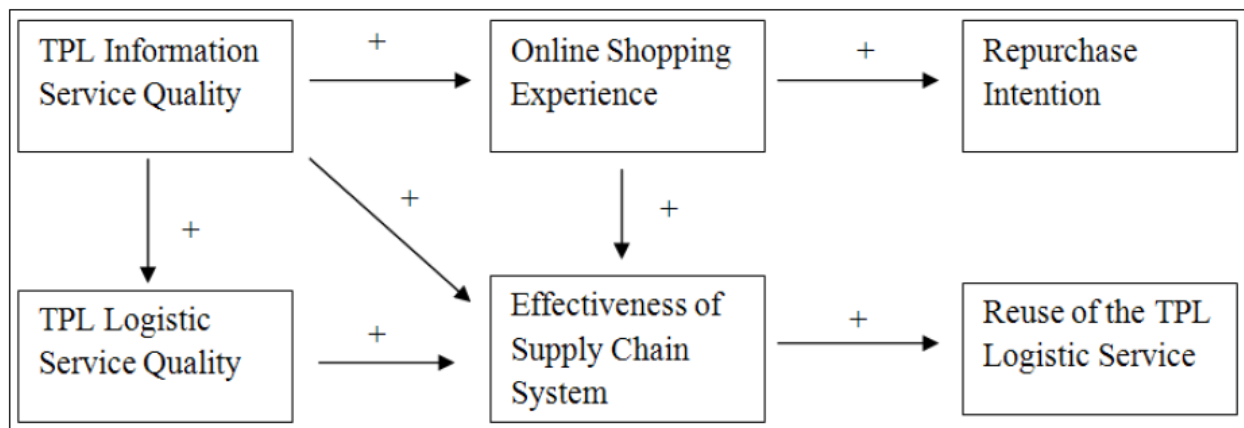 TPL Information
Service Quality
+
Online Shopping
Experience
+
Repurchase
Intention
+
+
+
TPL Logistic
Service Quality
+
Effectiveness of
Supply Chain
System
+
Reuse of the TPL
Logistic Service